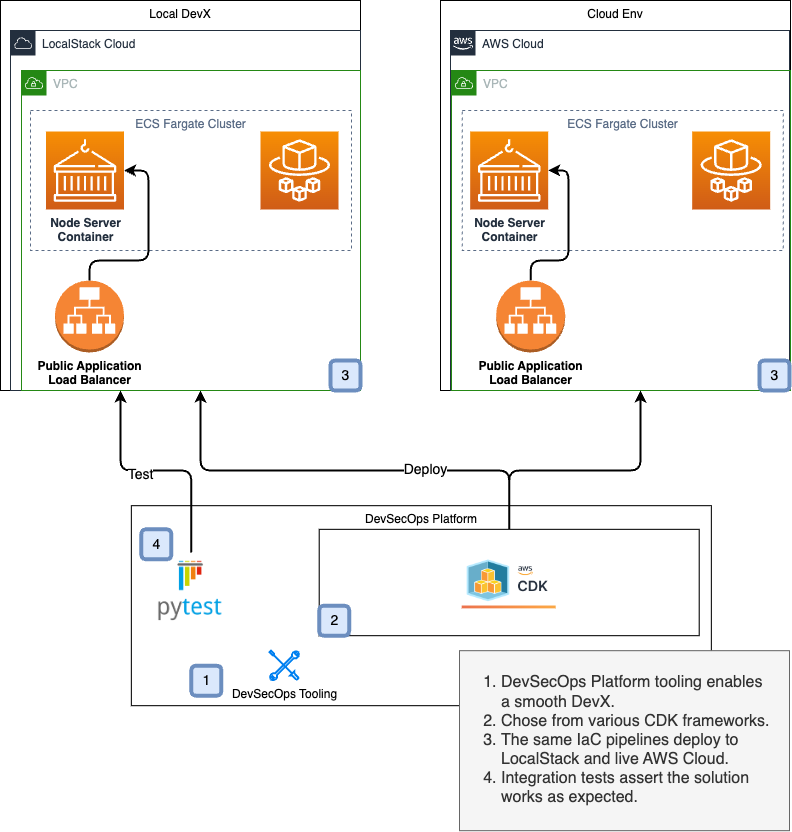 Local DevX
LocalStack Cloud
VPC
ECS Fargate Cluster
Node Server
Container
Public Application
Load Balancer
3
Cloud Env
aws
AWS Cloud
VPC
ECS Fargate Cluster
Node Server
Container
Public Application
Load Balancer
3
Test
Deploy
DevSecOps Platform
4
pytest
aws
CDK
2
1
DevSecOps Tooling
1. DevSecOps Platform tooling enables
a smooth DevX.
2. Chose from various CDK frameworks.
3. The same IaC pipelines deploy to
LocalStack and live AWS Cloud.
4. Integration tests assert the solution
works as expected.